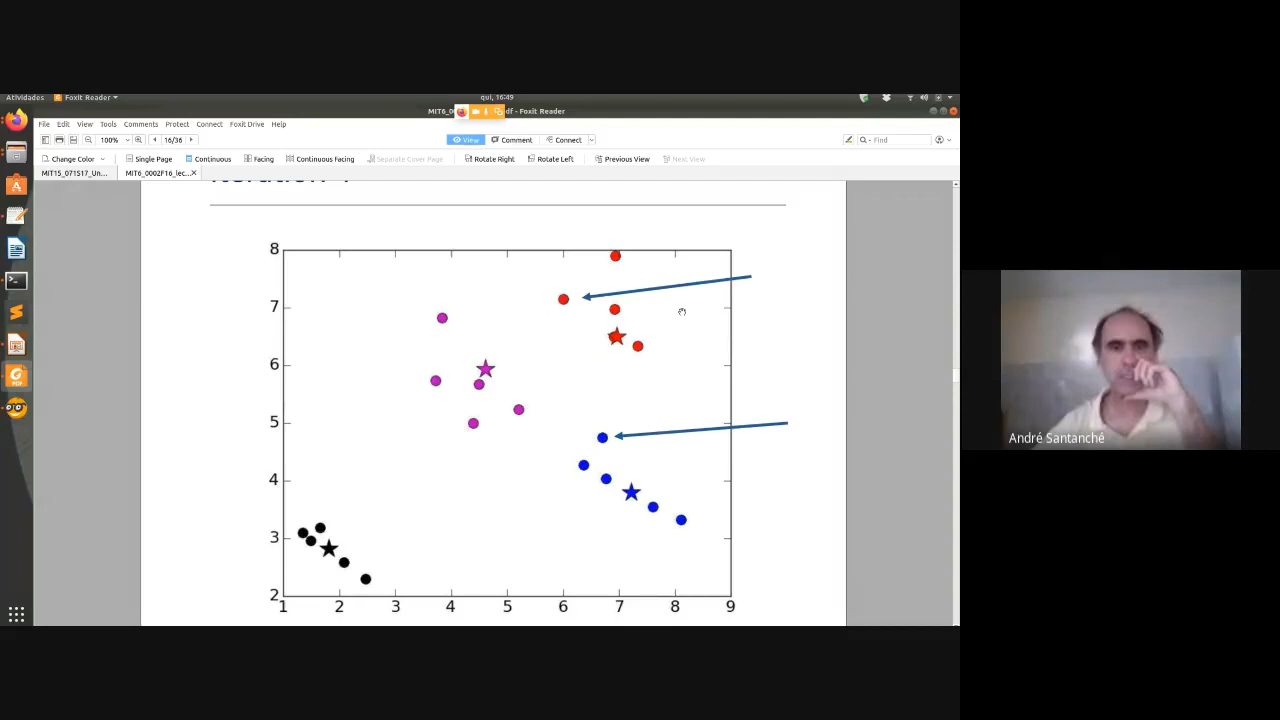 Atividades Foxit Reader qui, 16:49
MIT6_0 df - Foxit Reader
File Edit View Tools Comments Protect Connect Foxit Drive Help
100% 16/36 View Comment Connect Find
Change Color Single Page Continuous Facing Continuous Facing Separate Cover Page Rotate Right Rotate Left Previous View Next View
MIT15_071S17_Un... MIT6_0002F16_lec...
8
7
6
5
4
3
2
1 2 3 4 5 6 7 8 9
André Santanché